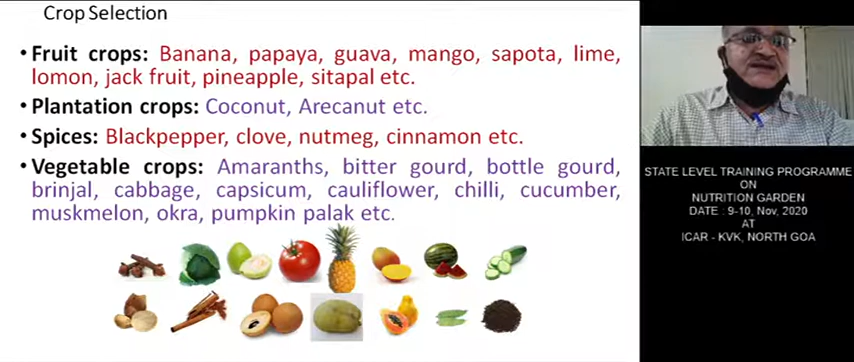 Crop Selection
• Fruit crops: Banana, papaya, guava, mango, sapota, lime,
lomon, jack fruit, pineapple, sitapal etc.
• Plantation crops: Coconut, Arecanut etc.
• Spices: Blackpepper, clove, nutmeg, cinnamon etc.
• Vegetable crops: Amaranths, bitter gourd, bottle gourd,
brinjal, cabbage, capsicum, cauliflower, chilli, cucumber,
muskmelon, okra, pumpkin palak etc.
STATE LEVEL TRAINING PROGRAMME
ON
NUTRITION GARDEN
DATE : 9-10, Nov, 2020
AT
ICAR - KVK, NORTH GOA